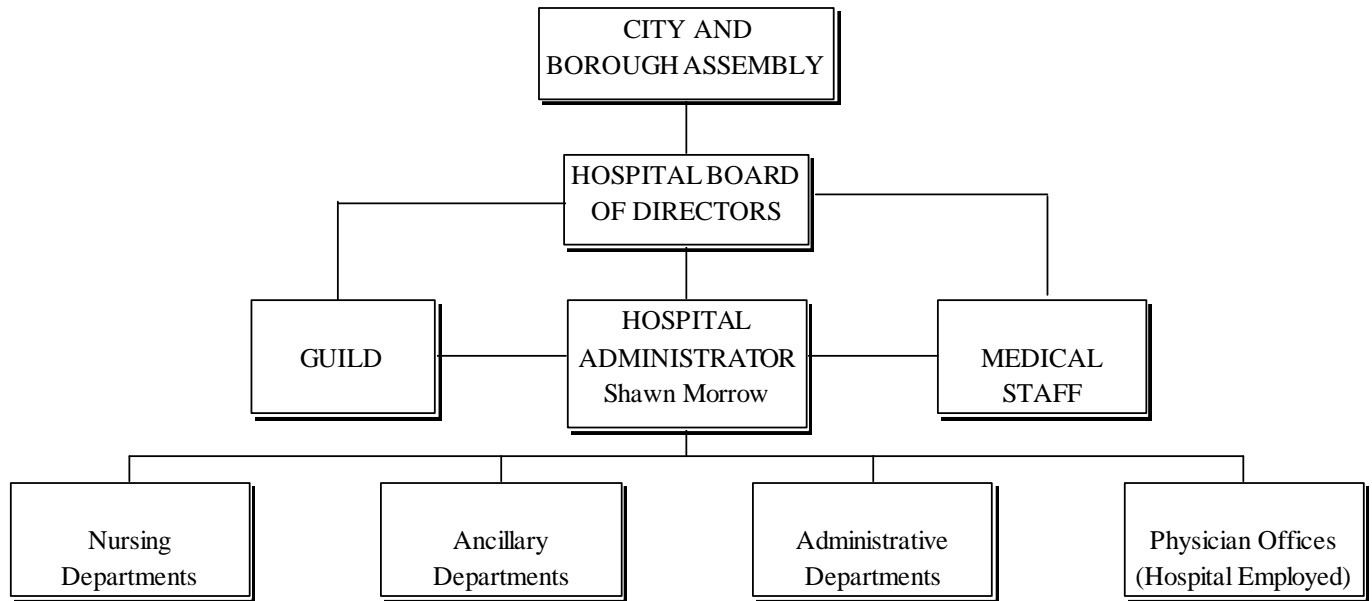 CITY AND
BOROUGH ASSEMBLY
HOSPITAL BOARD
OF DIRECTORS
GUILD
HOSPITAL
ADMINISTRATOR
Shawn Morrow
MEDICAL
STAFF
Nursing
Departments
Ancillary
Departments
Administrative
Departments
Physician Offices
(Hospital Employed)